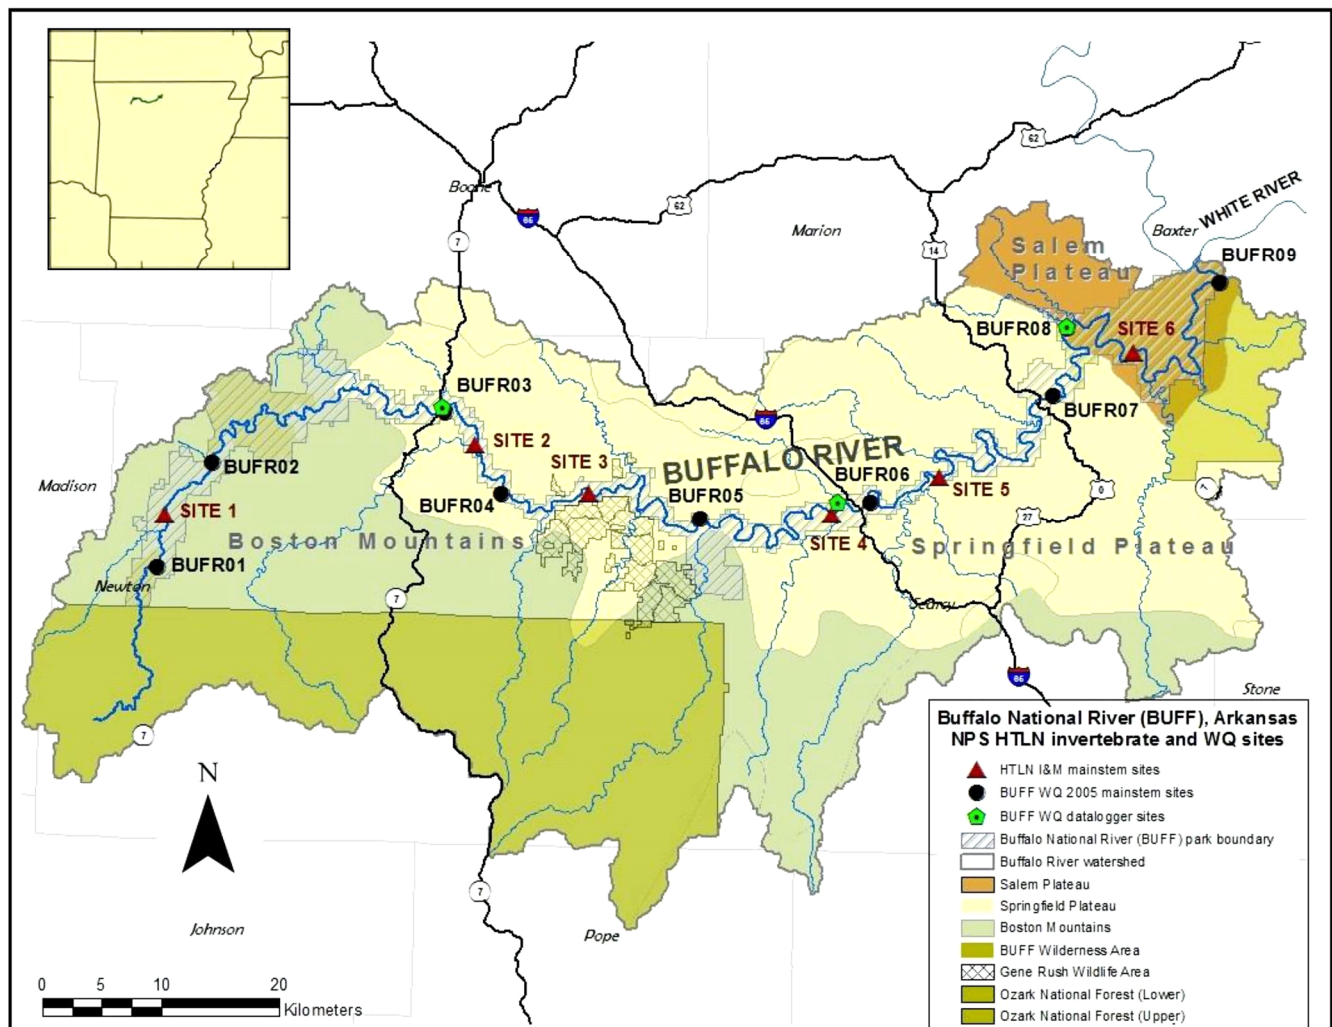 62
Boone
65
62
7
Marion
14
Baxter
WHITE RIVER
Salem
Plateau
BUFR09
BUFR08
SITE 6
BUFR03
BUFR07
SITE 2
BUFFALO RIVER
65
BUFR02
SITE 3
BUFR06
Madison
BUFR04
BUFR05
SITE 5
SITE 1
27
SITE 4
Boston Mountains
Springfield Plateau
BUFR01
Newton
7
Searcy
65
Stone
7
N
7
Johnson
Pope
0 5 10 20
Kilometers
Buffalo National River (BUFF), Arkansas
NPS HTLN invertebrate and WQ sites
HTLN I&M mainstem sites
BUFF WQ 2005 mainstem sites
BUFF WQ datalogger sites
Buffalo National River (BUFF) park boundary
Buffalo River watershed
Salem Plateau
Springfield Plateau
Boston Mountains
BUFF Wilderness Area
Gene Rush Wildlife Area
Ozark National Forest (Lower)
Ozark National Forest (Upper)